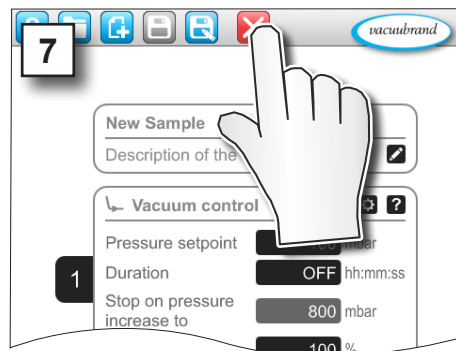 7
vacuubrand
New Sample
Description of the
Vacuum control
?
Pressure setpoint mbar
Duration OFF hh:mm:ss
1
Stop on pressure
increase to 800 mbar
100 %